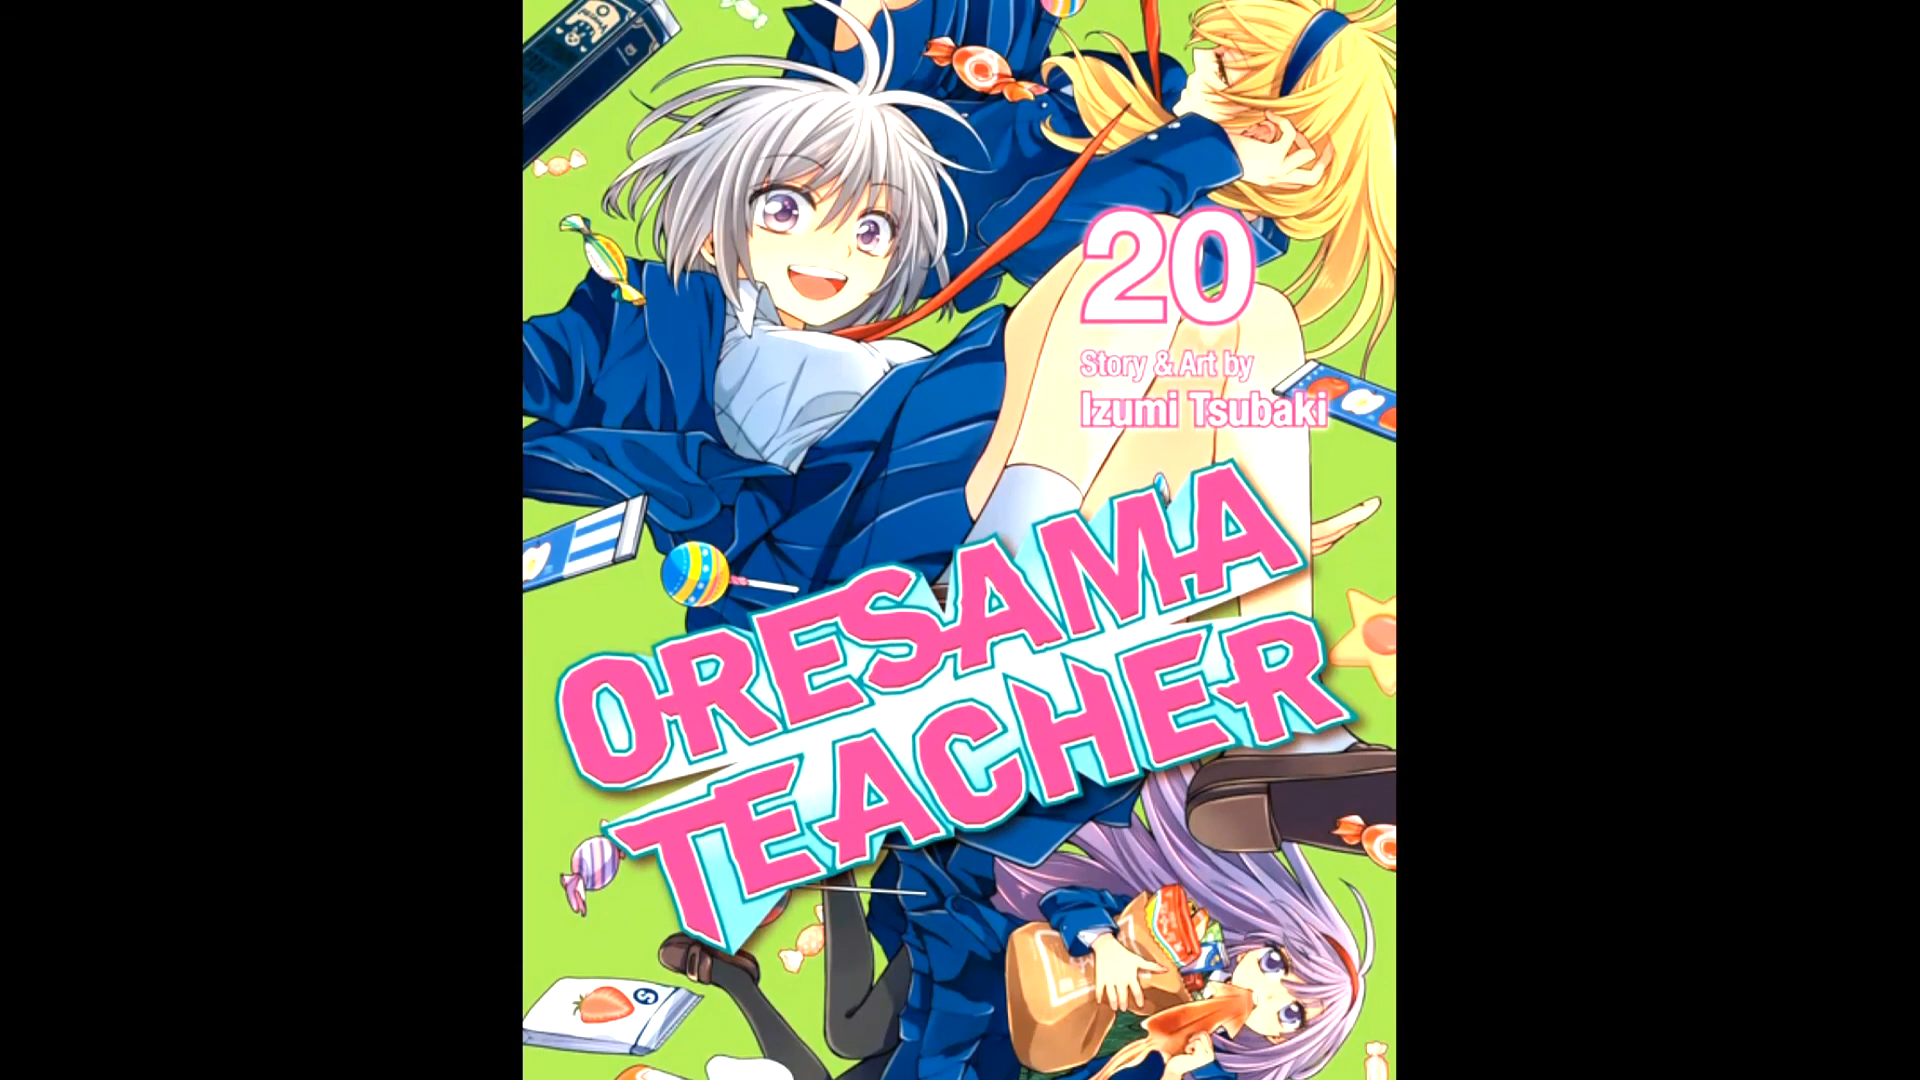 20
Story & Art by
Izumi Tsubaki
ORESAMA
TEACHER
S